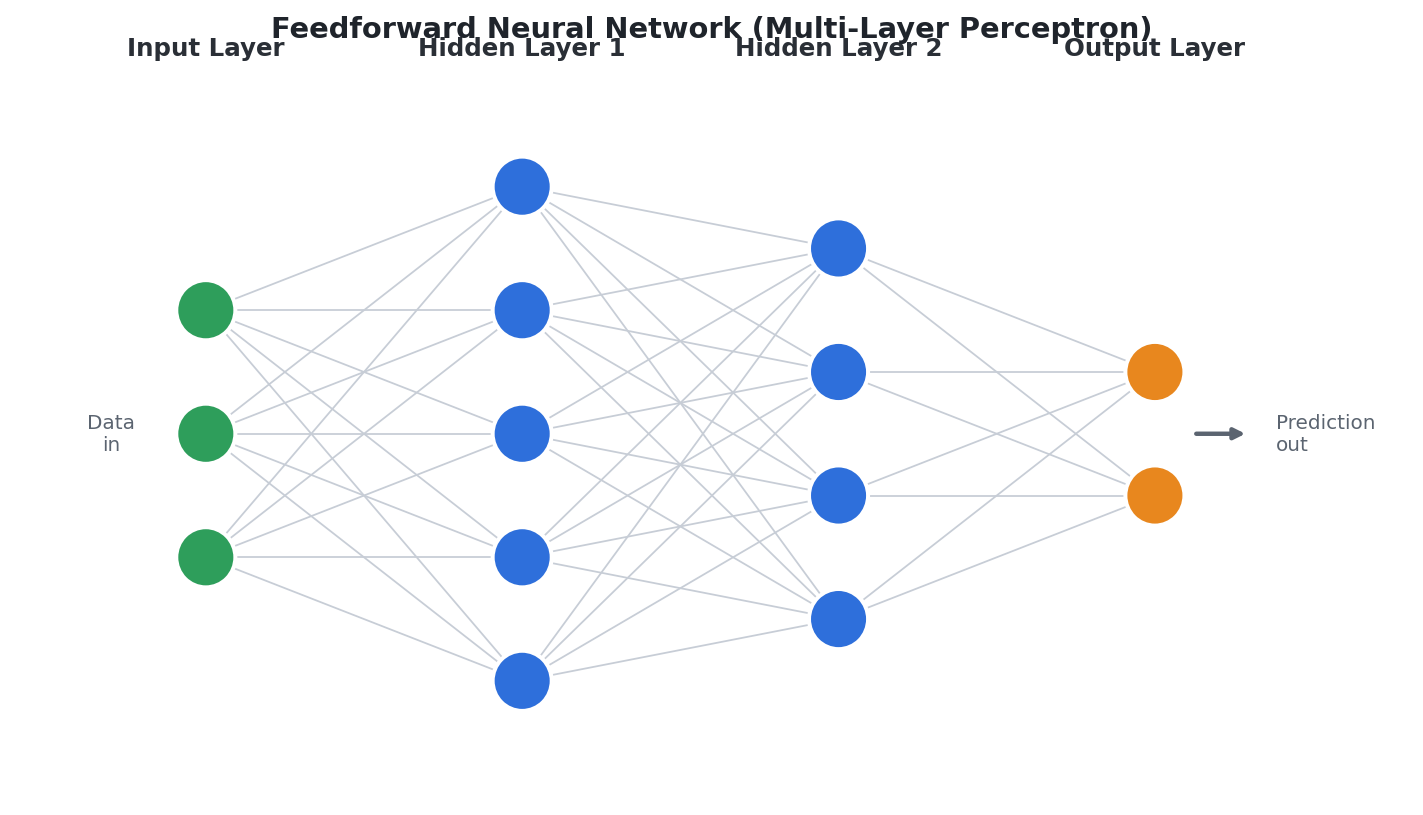 Feedforward Neural Network (Multi-Layer Perceptron)
Input Layer
Hidden Layer 1
Hidden Layer 2
Output Layer
Data
in
Prediction
out